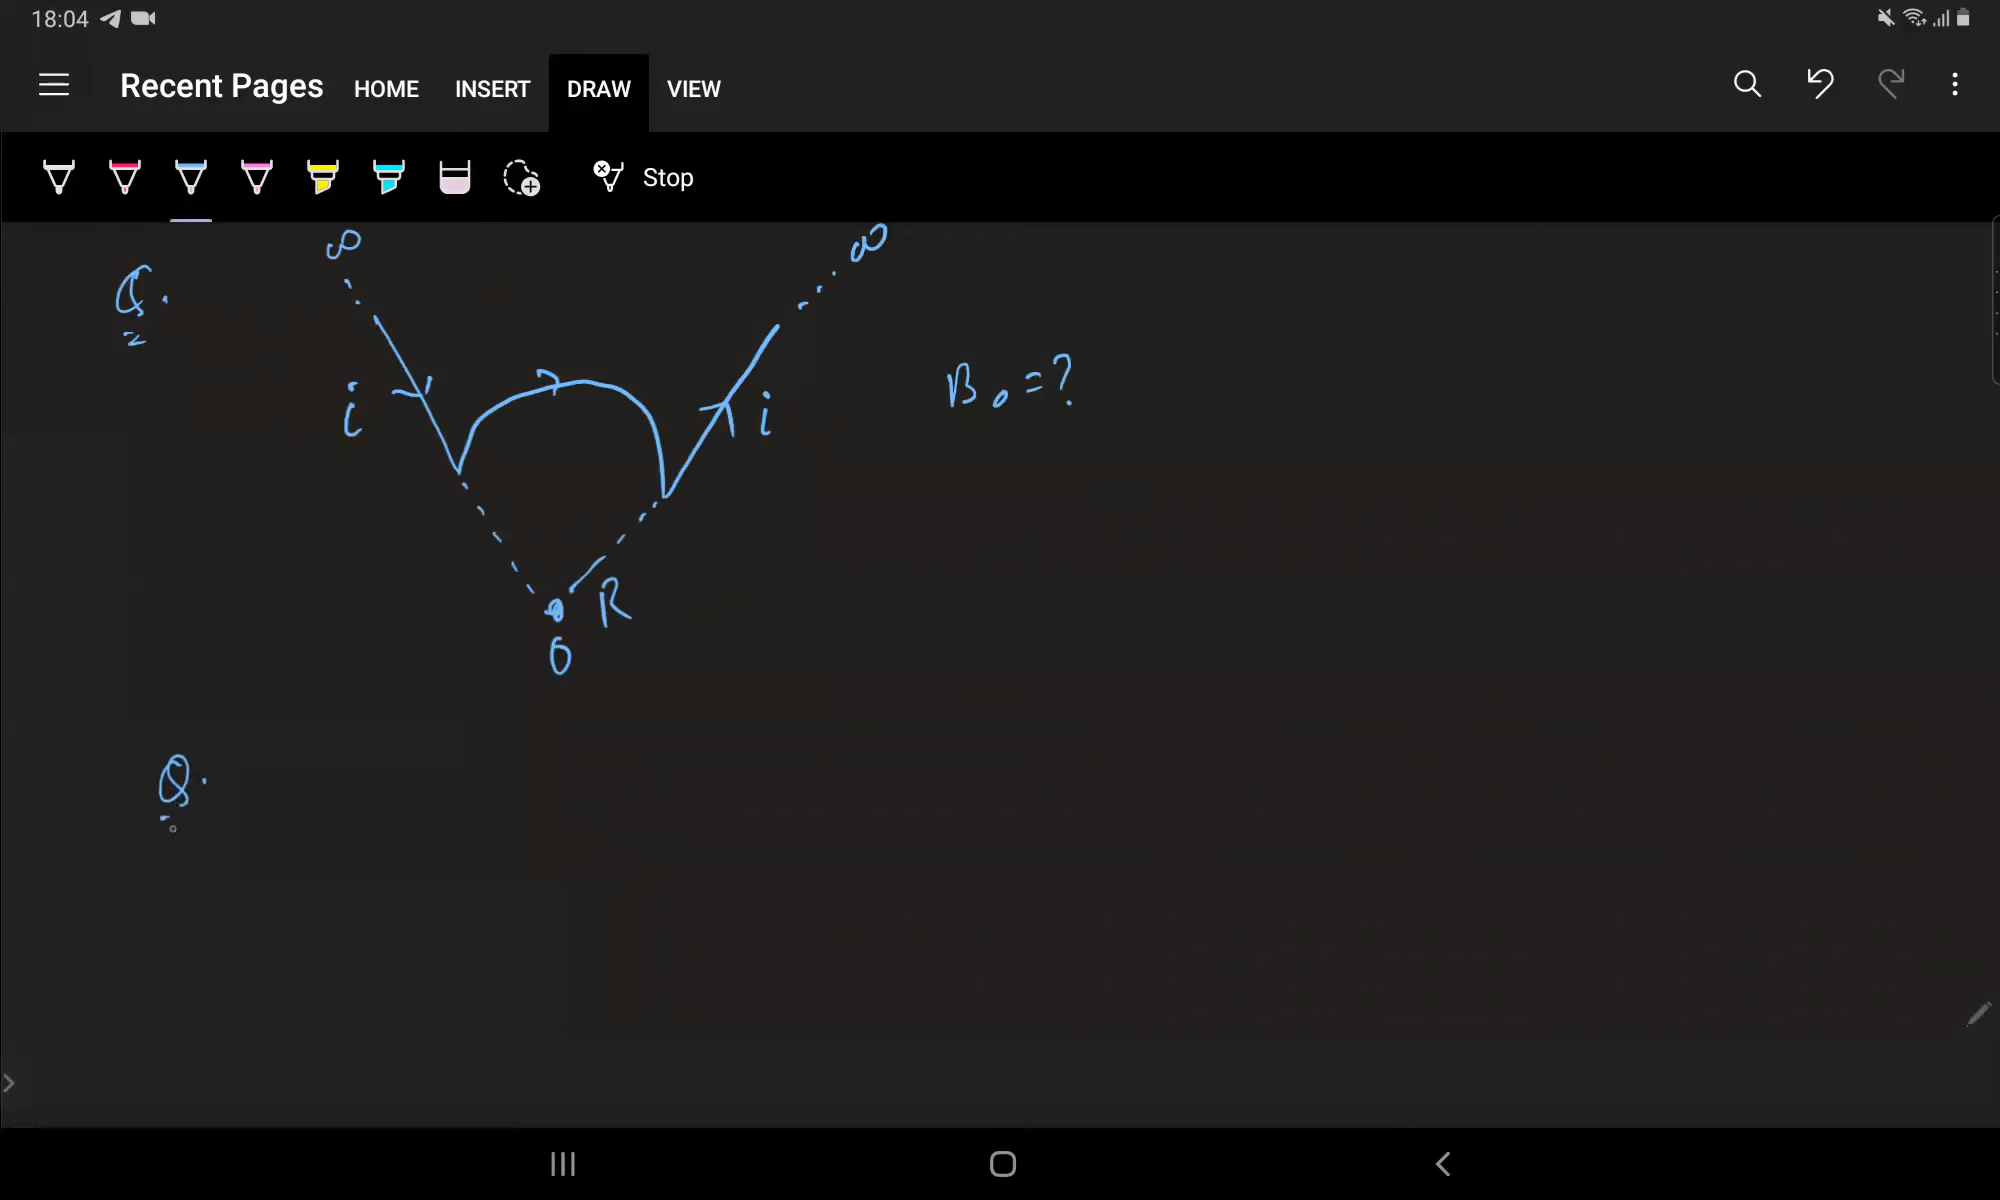 18:04
Recent Pages HOME INSERT DRAW VIEW
Stop
∞ ∞
Q.
i i
B₀ = ?
R
O
Q.